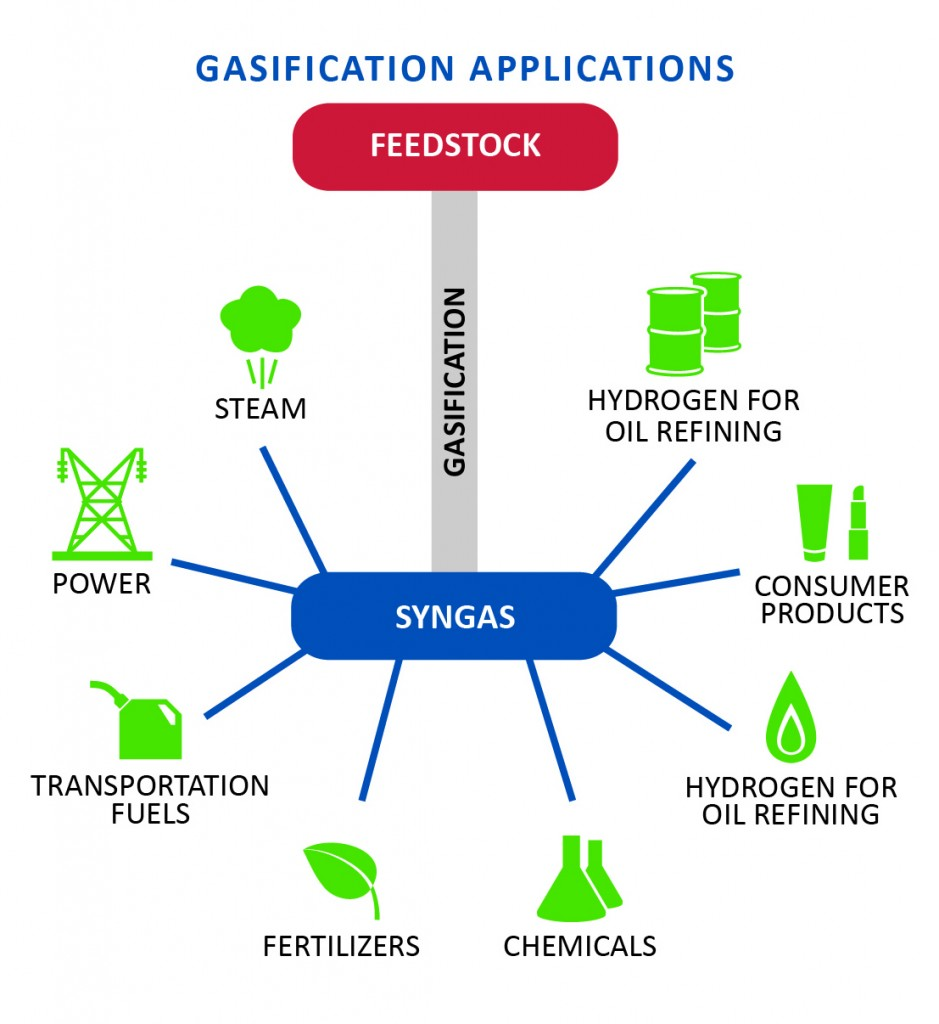 GASIFICATION APPLICATIONS
FEEDSTOCK
GASIFICATION
STEAM
HYDROGEN FOR
OIL REFINING
POWER
CONSUMER
PRODUCTS
SYNGAS
TRANSPORTATION
FUELS
HYDROGEN FOR
OIL REFINING
FERTILIZERS
CHEMICALS